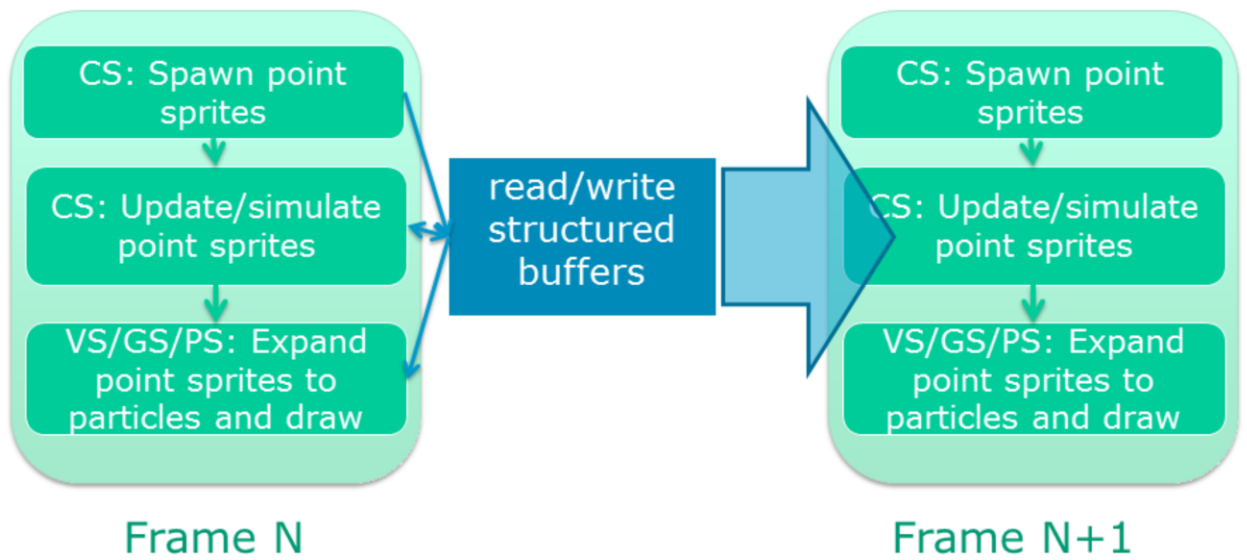 CS: Spawn point
sprites
CS: Update/simulate
point sprites
VS/GS/PS: Expand
point sprites to
particles and draw
Frame N
read/write
structured
buffers
CS: Spawn point
sprites
CS: Update/simulate
point sprites
VS/GS/PS: Expand
point sprites to
particles and draw
Frame N+1